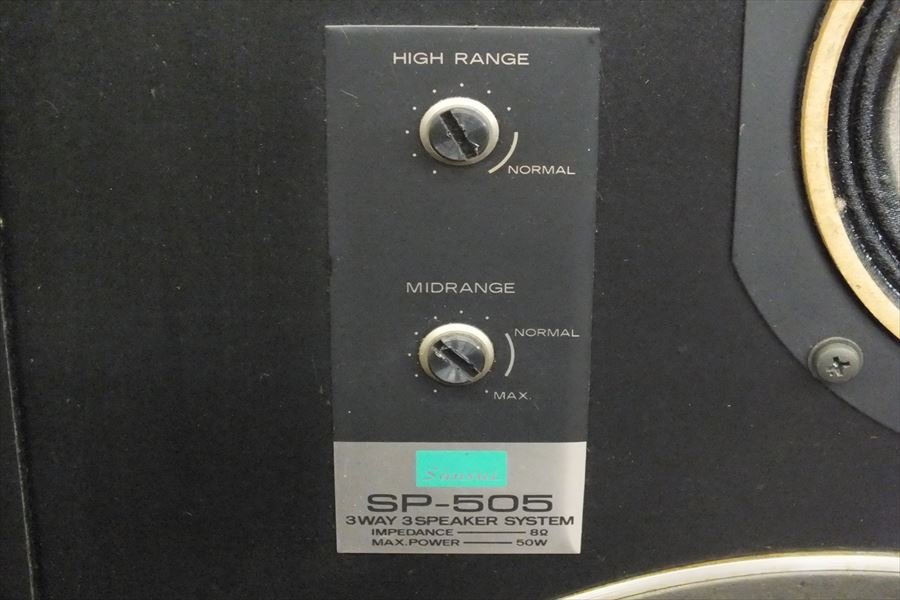 HIGH RANGE
NORMAL
MIDRANGE
NORMAL
MAX.
Sansui
SP-505
3WAY 3SPEAKER SYSTEM
IMPEDANCE 8Ω
MAX.POWER 50W